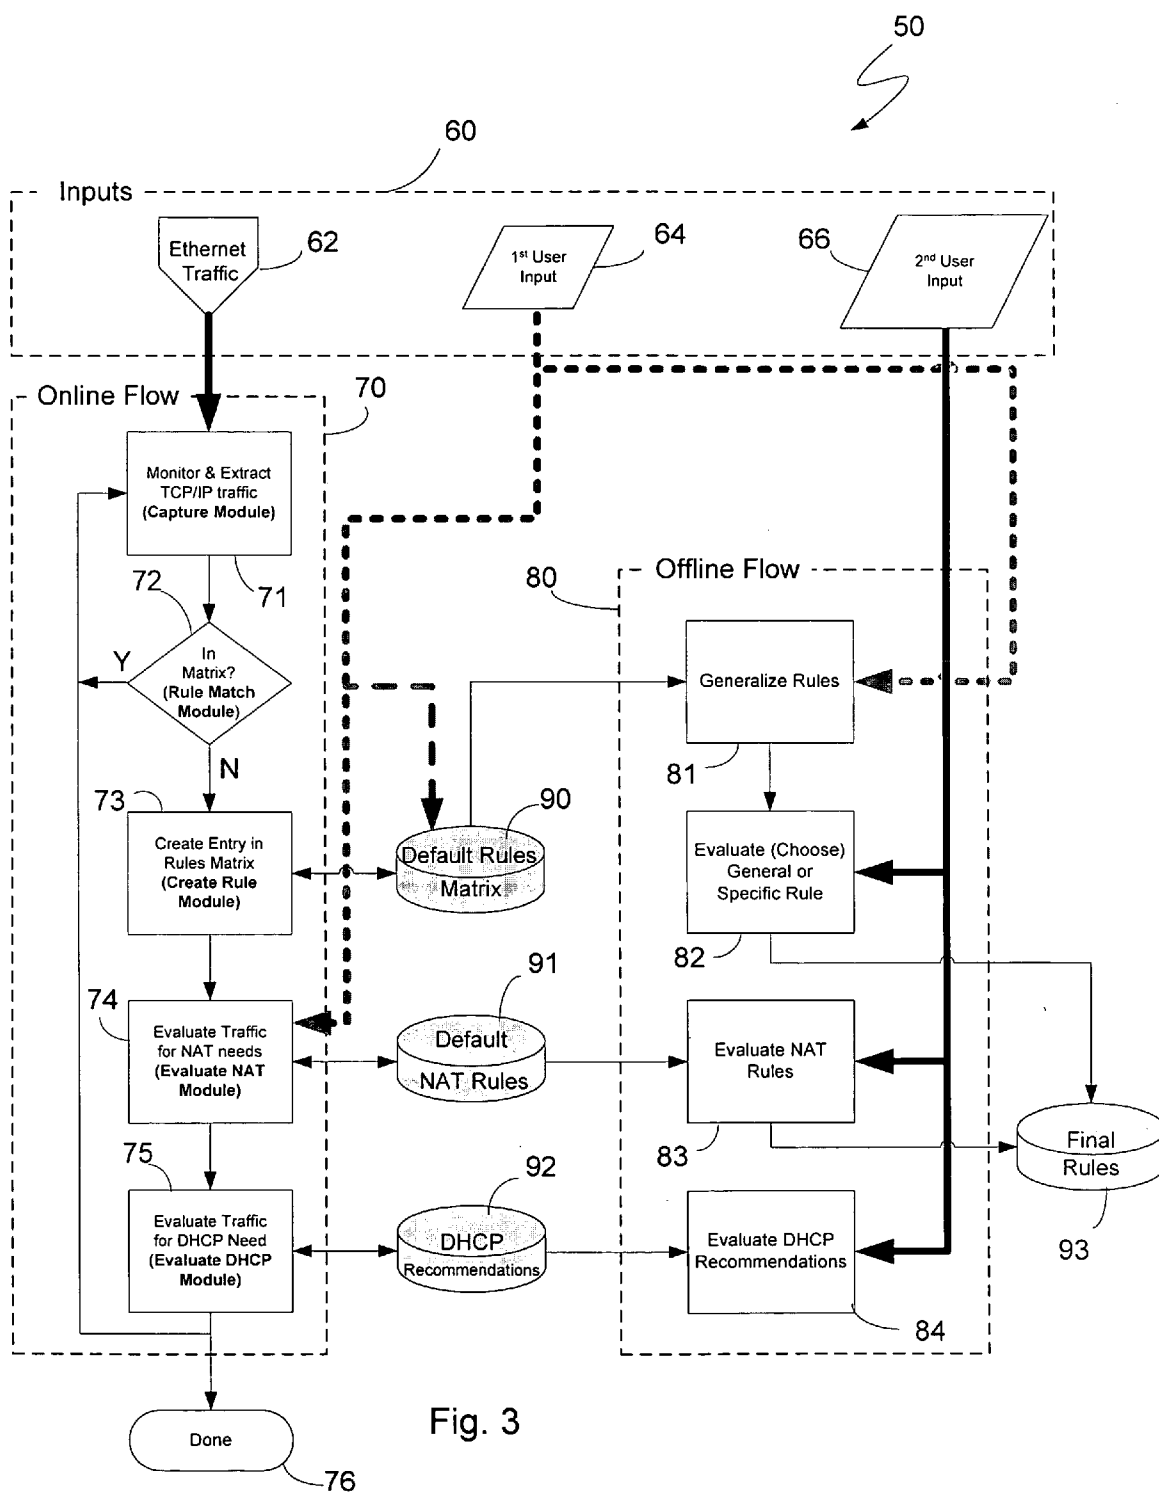 50
60
Inputs
Ethernet
Traffic
62
1st User
Input
64
66
2nd User
Input
Online Flow
70
Monitor & Extract
TCP/IP traffic
(Capture Module)
71
72
In
Matrix?
(Rule Match
Module)
Y
N
73
Create Entry in
Rules Matrix
(Create Rule
Module)
74
Evaluate Traffic
for NAT needs
(Evaluate NAT
Module)
75
Evaluate Traffic
for DHCP Need
(Evaluate DHCP
Module)
Done
76
90
Default Rules
Matrix
91
Default
NAT Rules
92
DHCP
Recommendations
80
Offline Flow
Generalize Rules
81
Evaluate (Choose)
General or
Specific Rule
82
Evaluate NAT
Rules
83
Evaluate DHCP
Recommendations
84
Final
Rules
93
Fig. 3